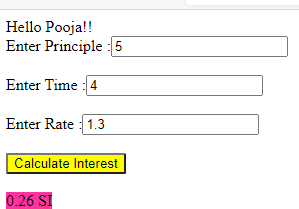 Hello Pooja!!
Enter Principle : 5
Enter Time : 4
Enter Rate : 1.3
Calculate Interest
0.26 SI